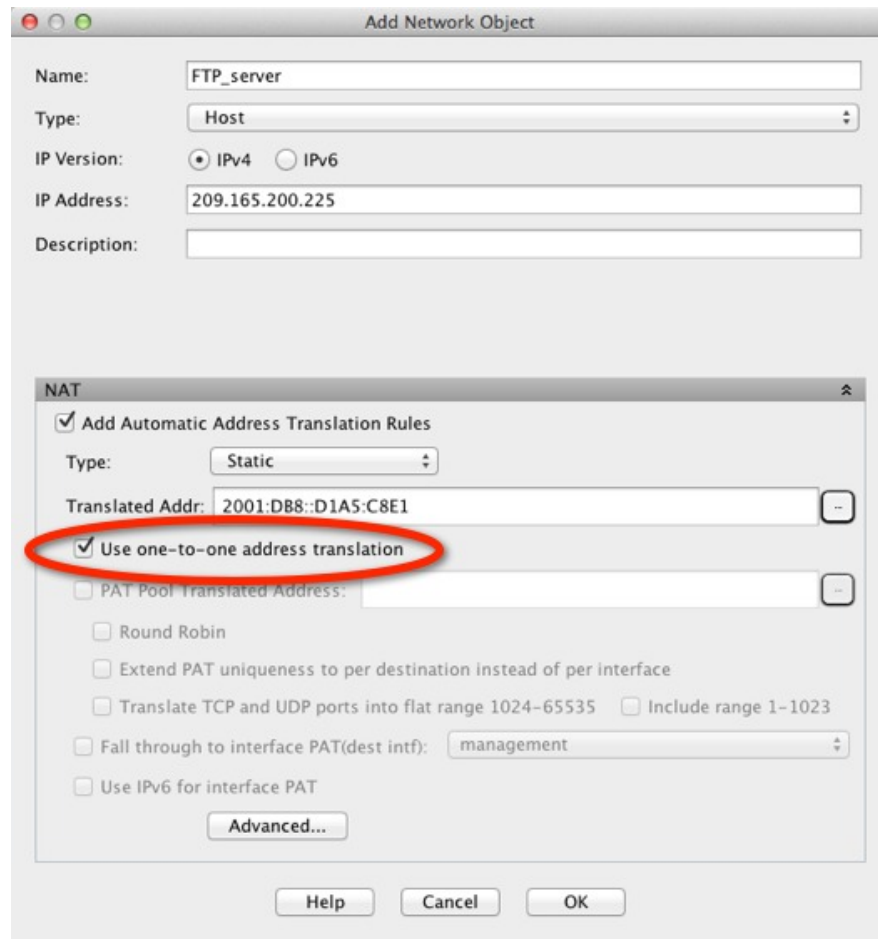 Add Network Object
Name: FTP_server
Type: Host
IP Version: IPv4 IPv6
IP Address: 209.165.200.225
Description:
NAT
Add Automatic Address Translation Rules
Type: Static
Translated Addr: 2001:DB8::D1A5:C8E1 ...
Use one-to-one address translation
PAT Pool Translated Address: ...
Round Robin
Extend PAT uniqueness to per destination instead of per interface
Translate TCP and UDP ports into flat range 1024-65535 Include range 1-1023
Fall through to interface PAT(dest intf): management
Use IPv6 for interface PAT
Advanced...
Help Cancel OK